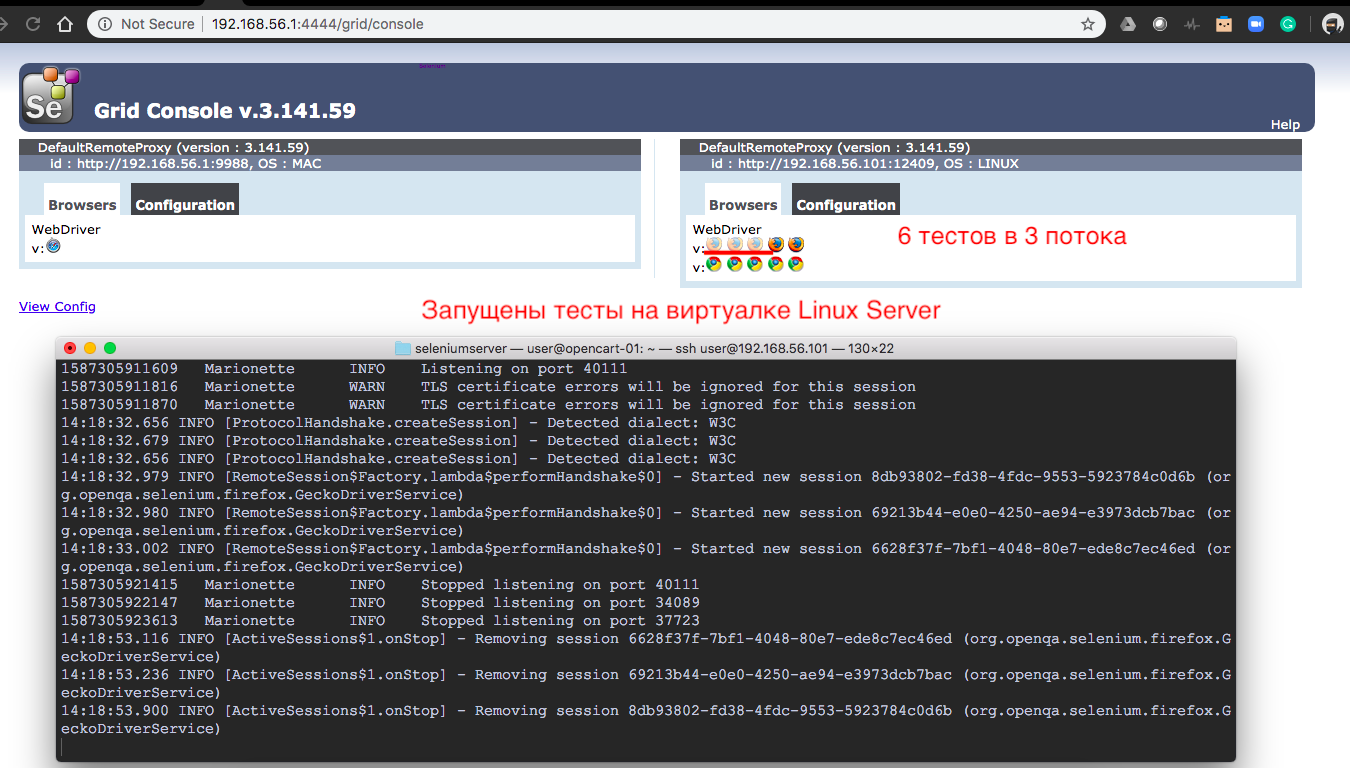 Not Secure
192.168.56.1:4444/grid/console
Selenium
Se
Grid Console v.3.141.59
Help
DefaultRemoteProxy (version : 3.141.59)
id : http://192.168.56.1:9988, OS : MAC
Browsers
Configuration
WebDriver
v:
DefaultRemoteProxy (version : 3.141.59)
id : http://192.168.56.101:12409, OS : LINUX
Browsers
Configuration
WebDriver
v:
v:
6 тестов в 3 потока
View Config
Запущены тесты на виртуалке Linux Server
seleniumserver — user@opencart-01: ~ — ssh user@192.168.56.101 — 130×22
1587305911609 Marionette INFO Listening on port 40111
1587305911816 Marionette WARN TLS certificate errors will be ignored for this session
1587305911870 Marionette WARN TLS certificate errors will be ignored for this session
14:18:32.656 INFO [ProtocolHandshake.createSession] - Detected dialect: W3C
14:18:32.679 INFO [ProtocolHandshake.createSession] - Detected dialect: W3C
14:18:32.656 INFO [ProtocolHandshake.createSession] - Detected dialect: W3C
14:18:32.979 INFO [RemoteSession$Factory.lambda$performHandshake$0] - Started new session 8db93802-fd38-4fdc-9553-5923784c0d6b (or
g.openqa.selenium.firefox.GeckoDriverService)
14:18:32.980 INFO [RemoteSession$Factory.lambda$performHandshake$0] - Started new session 69213b44-e0e0-4250-ae94-e3973dcb7bac (or
g.openqa.selenium.firefox.GeckoDriverService)
14:18:33.002 INFO [RemoteSession$Factory.lambda$performHandshake$0] - Started new session 6628f37f-7bf1-4048-80e7-ede8c7ec46ed (or
g.openqa.selenium.firefox.GeckoDriverService)
1587305921415 Marionette INFO Stopped listening on port 40111
1587305922147 Marionette INFO Stopped listening on port 34089
1587305923613 Marionette INFO Stopped listening on port 37723
14:18:53.116 INFO [ActiveSessions$1.onStop] - Removing session 6628f37f-7bf1-4048-80e7-ede8c7ec46ed (org.openqa.selenium.firefox.G
eckoDriverService)
14:18:53.236 INFO [ActiveSessions$1.onStop] - Removing session 69213b44-e0e0-4250-ae94-e3973dcb7bac (org.openqa.selenium.firefox.G
eckoDriverService)
14:18:53.900 INFO [ActiveSessions$1.onStop] - Removing session 8db93802-fd38-4fdc-9553-5923784c0d6b (org.openqa.selenium.firefox.G
eckoDriverService)